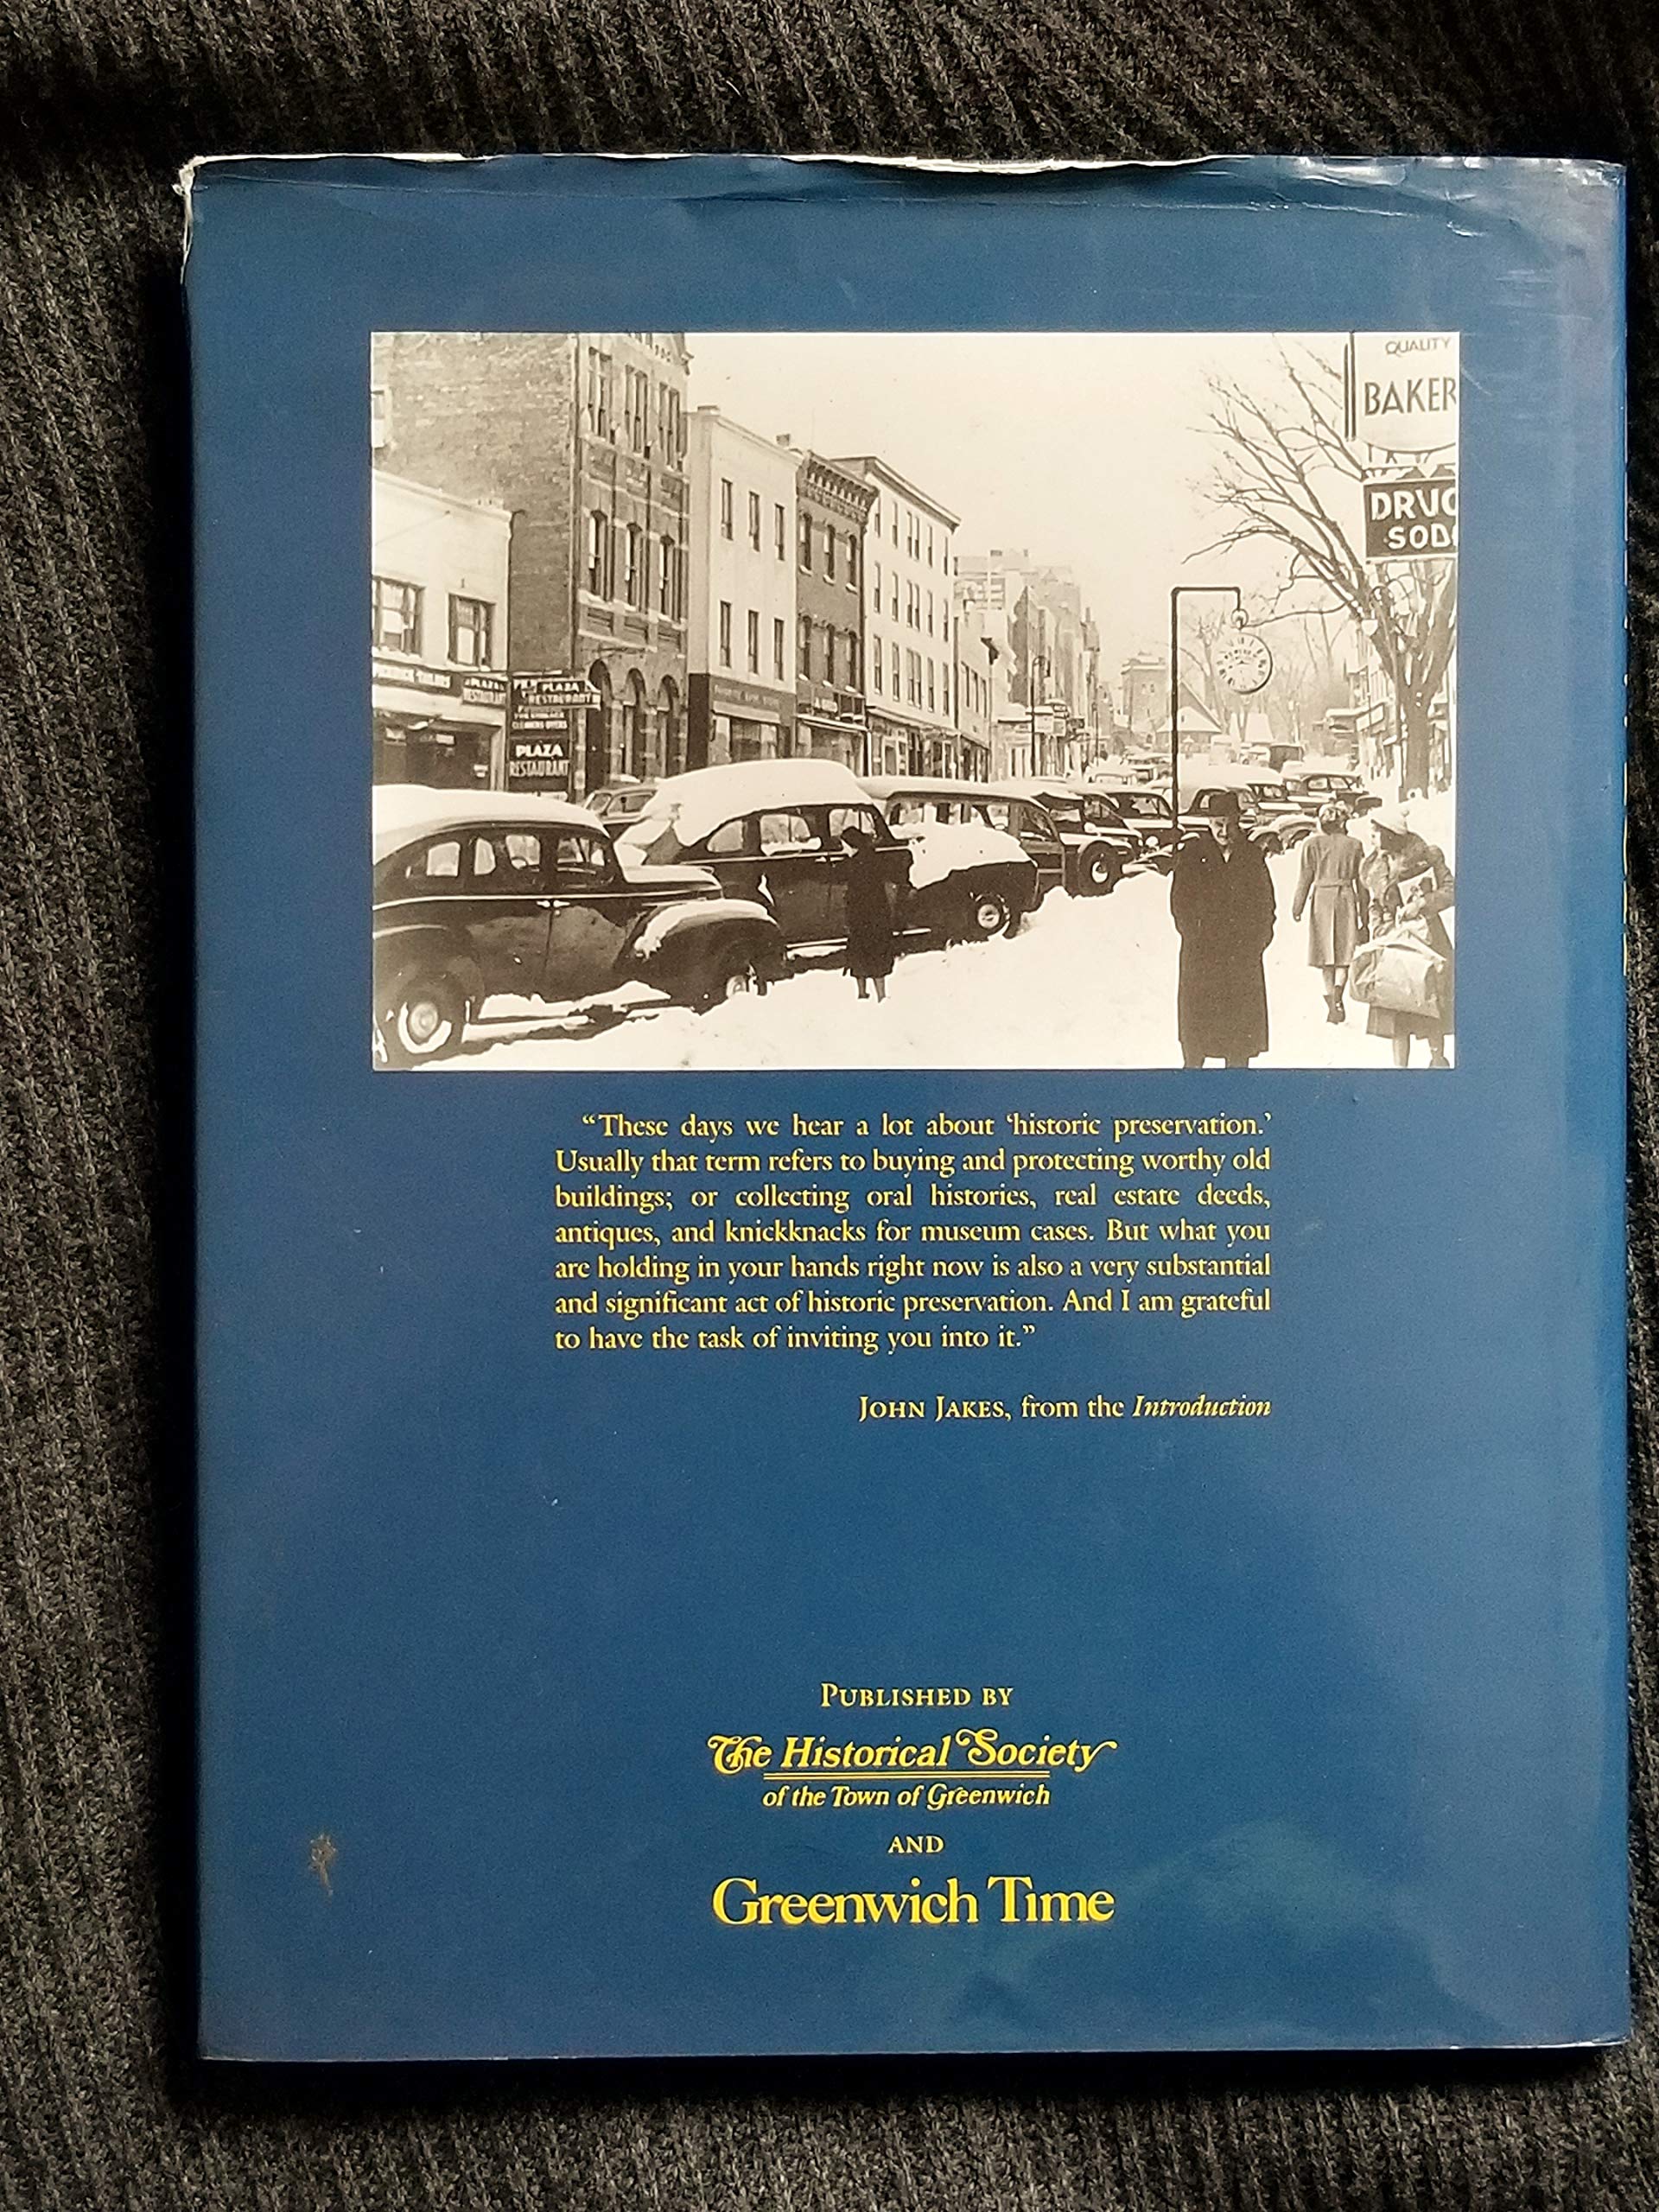 QUALITY
BAKER
DRUG
SODA
PLAZA
RESTAURANT
PLAZA
RESTAURANT
PLAZA
RESTAURANT
“These days we hear a lot about ‘historic preservation.’
Usually that term refers to buying and protecting worthy old
buildings; or collecting oral histories, real estate deeds,
antiques, and knickknacks for museum cases. But what you
are holding in your hands right now is also a very substantial
and significant act of historic preservation. And I am grateful
to have the task of inviting you into it.”
JOHN JAKES, from the Introduction
PUBLISHED BY
The Historical Society
of the Town of Greenwich
AND
Greenwich Time